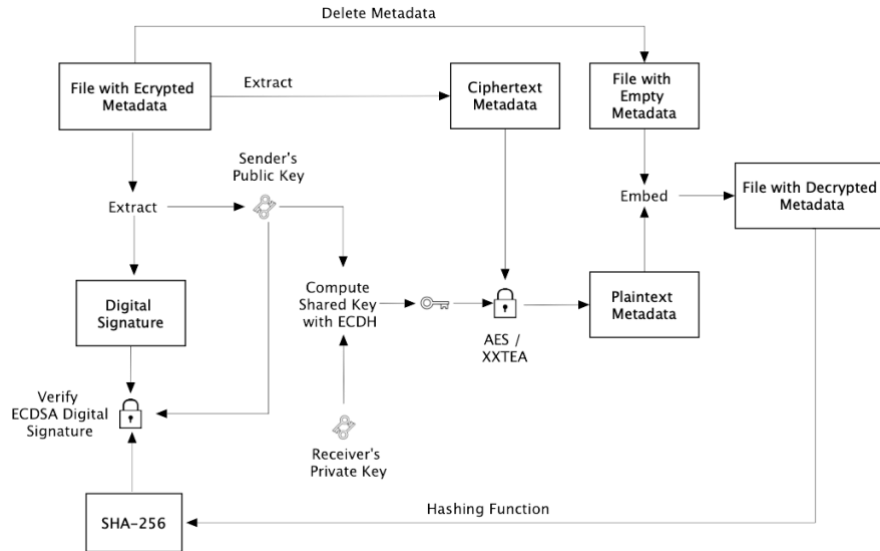 Delete Metadata
File with Ecrypted
Metadata
Extract
Ciphertext
Metadata
File with
Empty
Metadata
Sender's
Public Key
Extract
Embed
File with Decrypted
Metadata
Digital
Signature
Compute
Shared Key
with ECDH
AES /
XXTEA
Plaintext
Metadata
Verify
ECDSA Digital
Signature
Receiver's
Private Key
SHA-256
Hashing Function